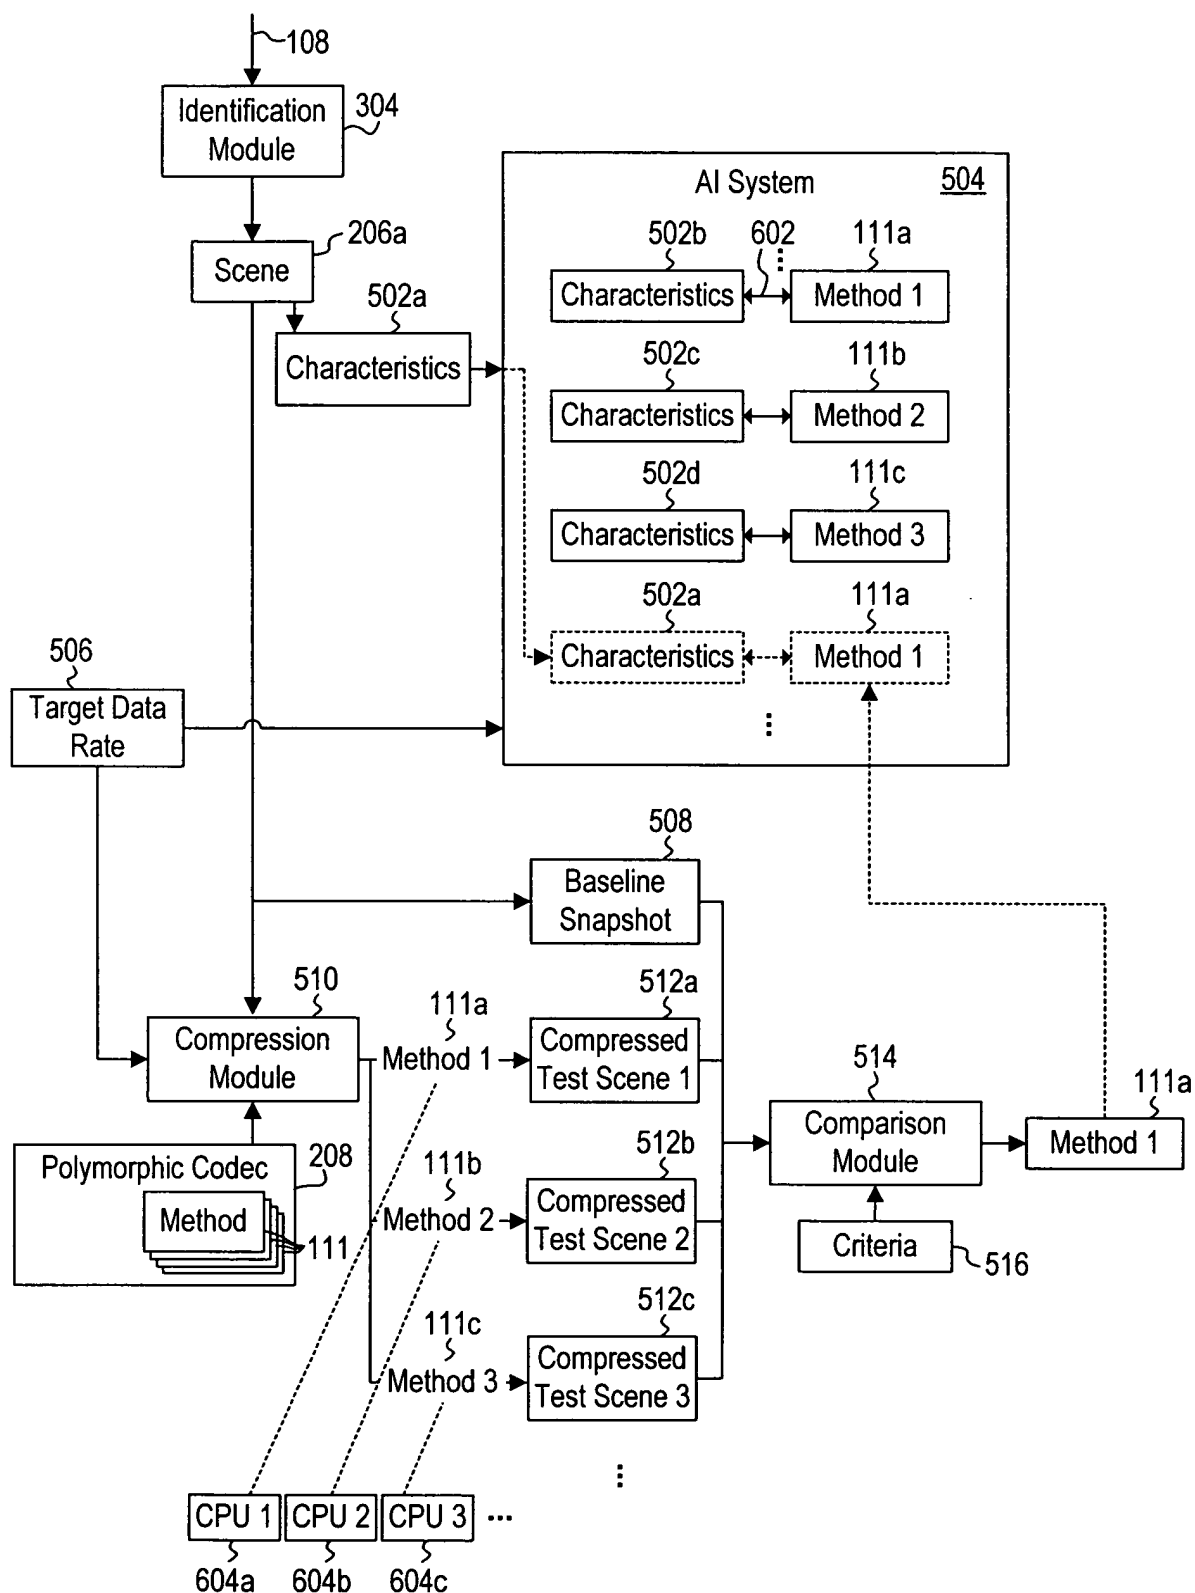 108
Identification
Module
304
Scene
206a
502a
Characteristics
AI System
504
502b
602
111a
Characteristics
Method 1
502c
111b
Characteristics
Method 2
502d
111c
Characteristics
Method 3
502a
111a
Characteristics
Method 1
506
Target Data
Rate
508
Baseline
Snapshot
510
Compression
Module
111a
Method 1
512a
Compressed
Test Scene 1
Polymorphic Codec
208
Method
111
111b
Method 2
512b
Compressed
Test Scene 2
111c
Method 3
512c
Compressed
Test Scene 3
514
Comparison
Module
111a
Method 1
Criteria
516
CPU 1
CPU 2
CPU 3
604a
604b
604c